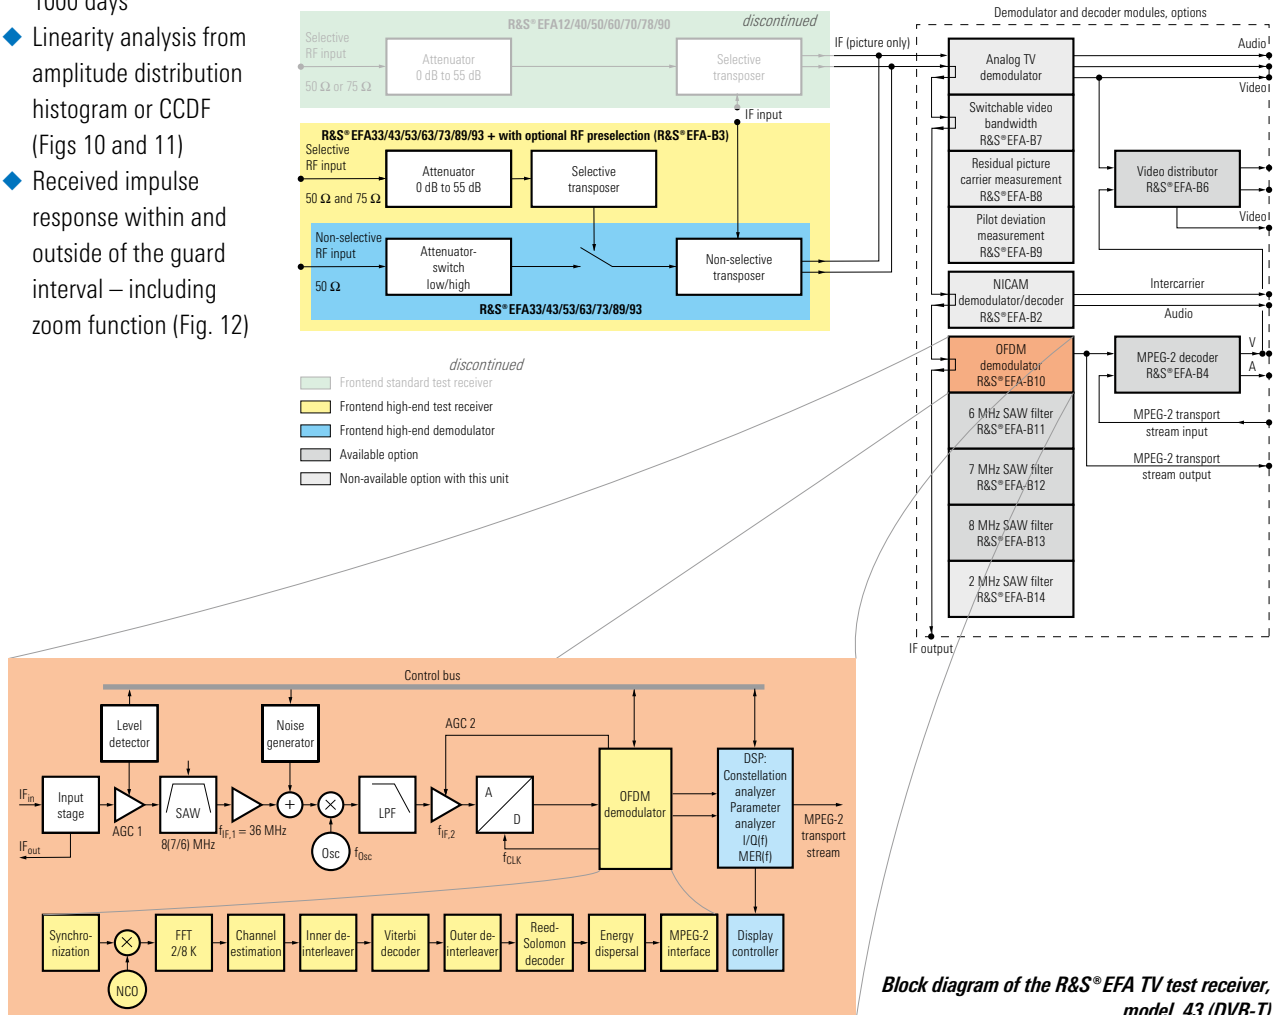 1000 days
◆ Linearity analysis from
amplitude distribution
histogram or CCDF
(Figs 10 and 11)
◆ Received impulse
response within and
outside of the guard
interval – including
zoom function (Fig. 12)
R&S®EFA12/40/50/60/70/78/90
discontinued
Selective
RF input
50 Ω or 75 Ω
Attenuator
0 dB to 55 dB
Selective
transposer
IF input
IF (picture only)
R&S®EFA33/43/53/63/73/89/93 + with optional RF preselection (R&S®EFA-B3)
Selective
RF input
50 Ω and 75 Ω
Attenuator
0 dB to 55 dB
Selective
transposer
Non-selective
RF input
50 Ω
Attenuator-
switch
low/high
Non-selective
transposer
R&S®EFA33/43/53/63/73/89/93
discontinued
Frontend standard test receiver
Frontend high-end test receiver
Frontend high-end demodulator
Available option
Non-available option with this unit
Demodulator and decoder modules, options
Analog TV
demodulator
Audio
Video
Switchable video
bandwidth
R&S®EFA-B7
Residual picture
carrier measurement
R&S®EFA-B8
Pilot deviation
measurement
R&S®EFA-B9
Video distributor
R&S®EFA-B6
Video
NICAM
demodulator/decoder
R&S®EFA-B2
Intercarrier
Audio
OFDM
demodulator
R&S®EFA-B10
MPEG-2 decoder
R&S®EFA-B4
V
A
6 MHz SAW filter
R&S®EFA-B11
MPEG-2 transport
stream input
7 MHz SAW filter
R&S®EFA-B12
MPEG-2 transport
stream output
8 MHz SAW filter
R&S®EFA-B13
2 MHz SAW filter
R&S®EFA-B14
IF output
Control bus
Level
detector
Noise
generator
AGC 2
IFin
Input
stage
IFout
AGC 1
SAW
8(7/6) MHz
fIF,1 = 36 MHz
+
×
Osc
fOsc
LPF
fIF,2
A
D
fCLK
OFDM
demodulator
DSP:
Constellation
analyzer
Parameter
analyzer
I/Q(f)
MER(f)
MPEG-2
transport
stream
Synchro-
nization
×
NCO
FFT
2/8 K
Channel
estimation
Inner de-
interleaver
Viterbi
decoder
Outer de-
interleaver
Reed-
Solomon
decoder
Energy
dispersal
MPEG-2
interface
Display
controller
Block diagram of the R&S®EFA TV test receiver,
model 43 (DVB-T)